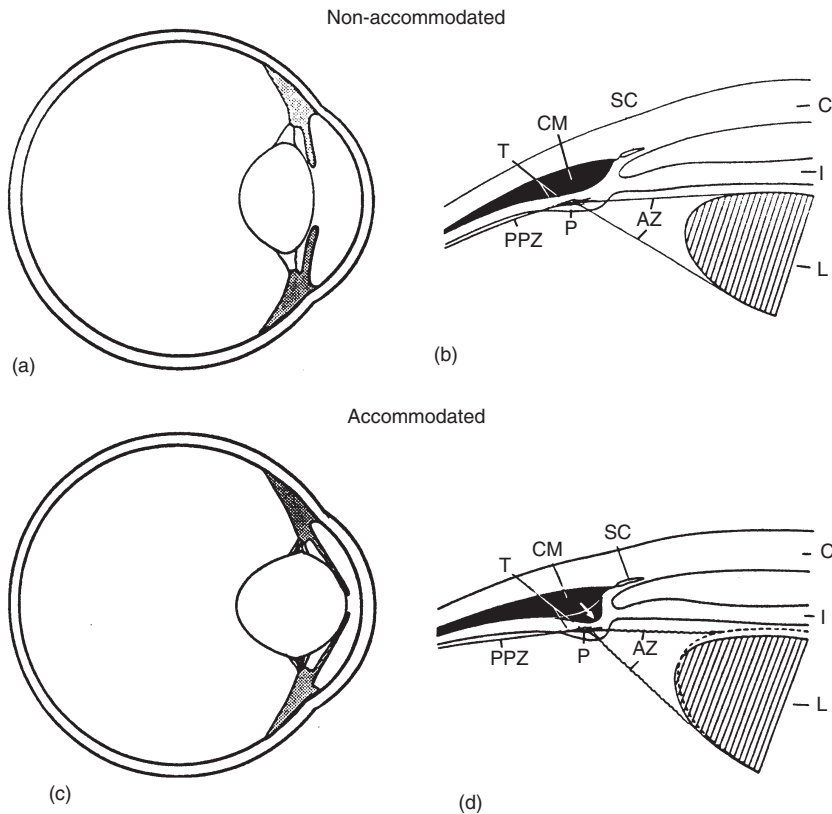 Non-accommodated
SC
C
CM
T
I
AZ
P
PPZ
L
(a)
(b)
Accommodated
SC
CM
C
T
I
AZ
P
PPZ
L
(c)
(d)